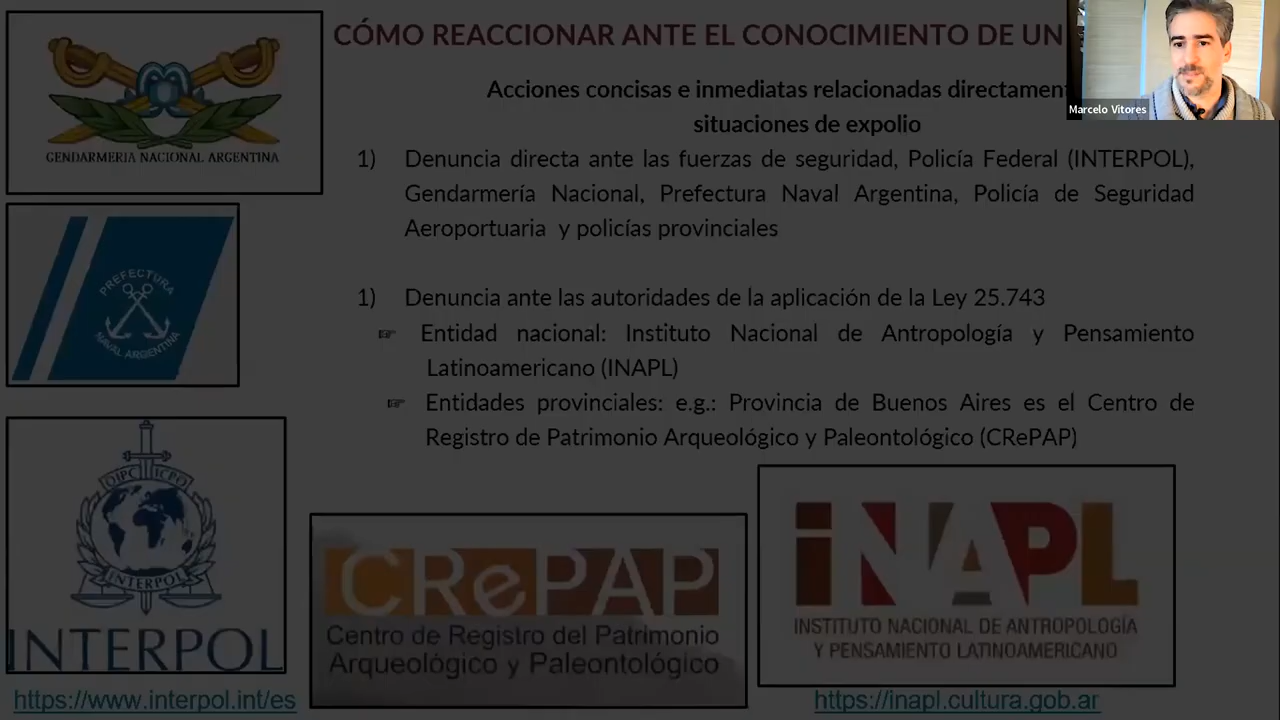 CÓMO REACCIONAR ANTE EL CONOCIMIENTO DE UN
Marcelo Vitores
Acciones concisas e inmediatas relacionadas directamen
situaciones de expolio
1) Denuncia directa ante las fuerzas de seguridad, Policía Federal (INTERPOL),
Gendarmería Nacional, Prefectura Naval Argentina, Policía de Seguridad
Aeroportuaria y policías provinciales
1) Denuncia ante las autoridades de la aplicación de la Ley 25.743
☞ Entidad nacional: Instituto Nacional de Antropología y Pensamiento
Latinoamericano (INAPL)
☞ Entidades provinciales: e.g.: Provincia de Buenos Aires es el Centro de
Registro de Patrimonio Arqueológico y Paleontológico (CRePAP)
GENDARMERIA NACIONAL ARGENTINA
PREFECTURA
NAVAL ARGENTINA
OIPC ICPO
INTERPOL
INTERPOL
https://www.interpol.int/es
CRePAP
Centro de Registro del Patrimonio
Arqueológico y Paleontológico
iNAPL
INSTITUTO NACIONAL DE ANTROPOLOGÍA
Y PENSAMIENTO LATINOAMERICANO
https://inapl.cultura.gob.ar